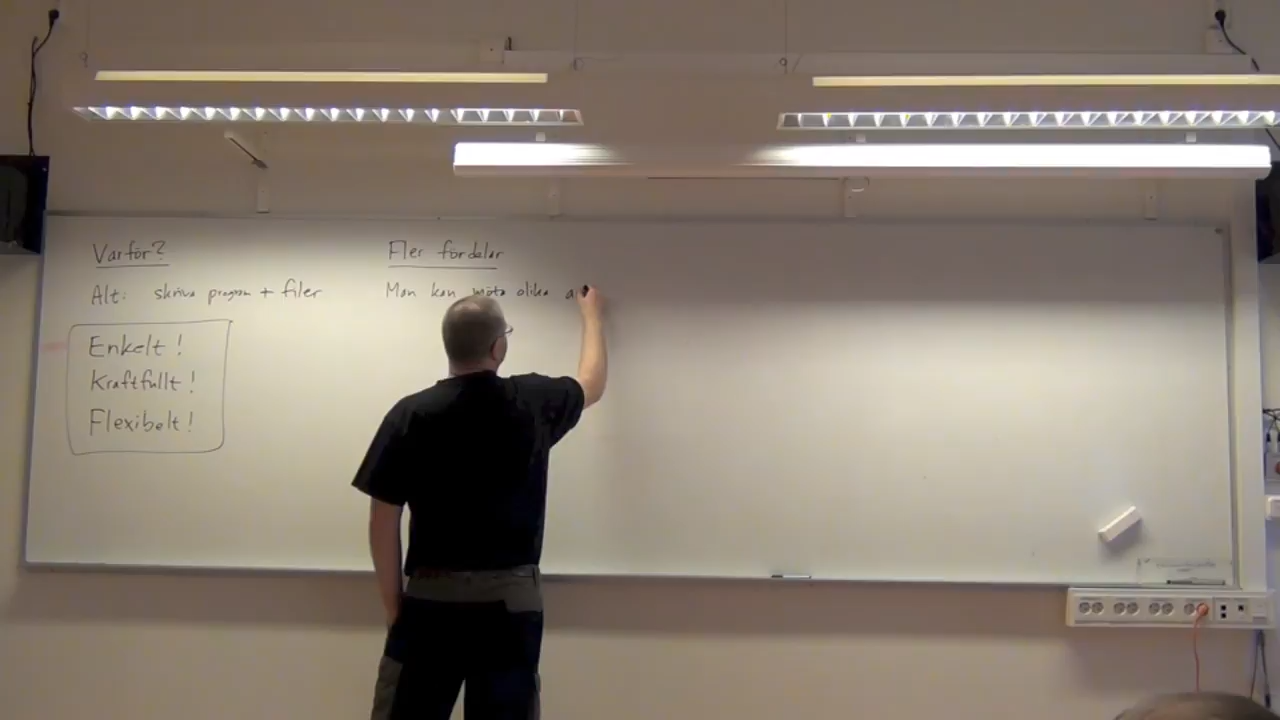 Varför?
Alt: skriva program + filer
Enkelt!
Kraftfullt!
Flexibelt!
Fler fördelar
Man kan möta olika